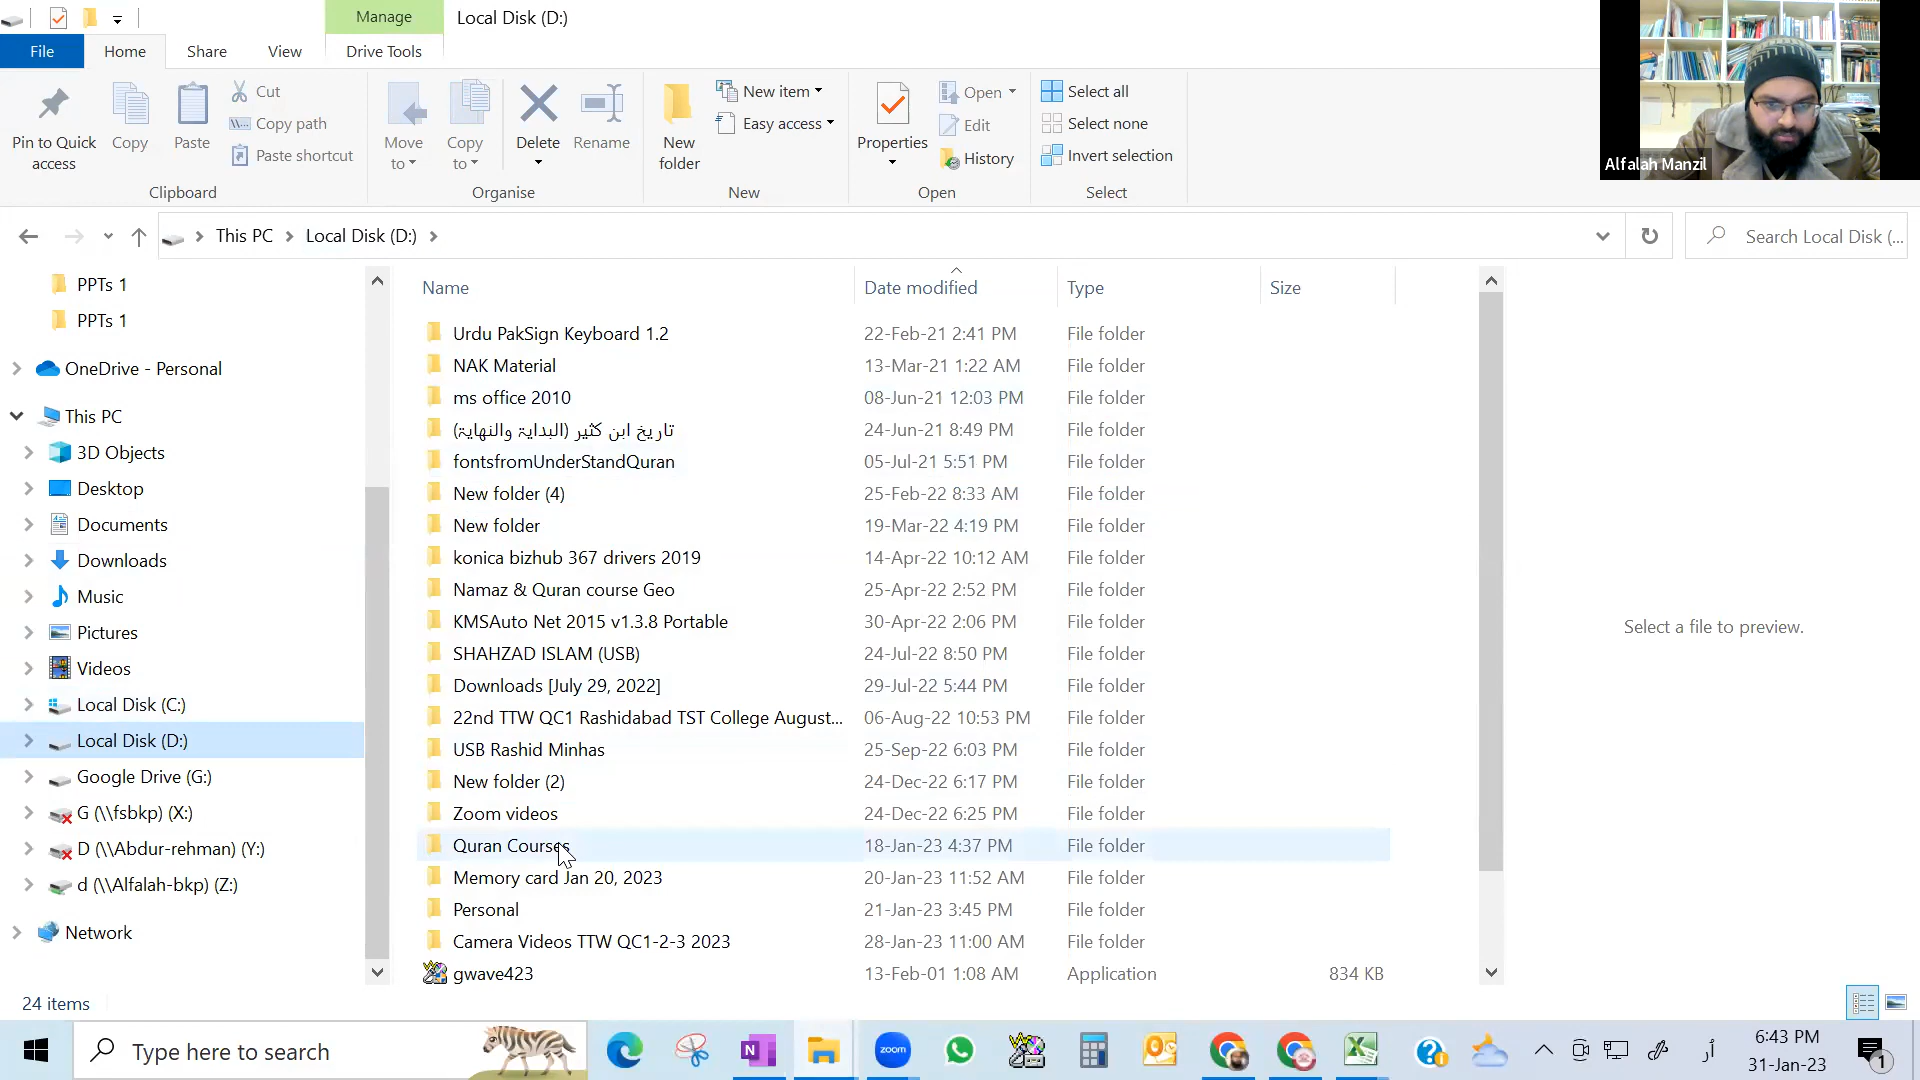 Manage
Local Disk (D:)
File
Home
Share
View
Drive Tools
Pin to Quick access
Copy
Paste
Cut
Copy path
Paste shortcut
Clipboard
Move to
Copy to
Delete
Rename
Organise
New folder
New item
Easy access
New
Properties
Open
Edit
History
Open
Select all
Select none
Invert selection
Select
Alfalah Manzil
This PC
Local Disk (D:)
Search Local Disk (...
PPTs 1
PPTs 1
OneDrive - Personal
This PC
3D Objects
Desktop
Documents
Downloads
Music
Pictures
Videos
Local Disk (C:)
Local Disk (D:)
Google Drive (G:)
G (\\fsbkp) (X:)
D (\\Abdur-rehman) (Y:)
d (\\Alfalah-bkp) (Z:)
Network
Name Date modified Type Size
Urdu PakSign Keyboard 1.2 22-Feb-21 2:41 PM File folder
NAK Material 13-Mar-21 1:22 AM File folder
ms office 2010 08-Jun-21 12:03 PM File folder
تاريخ ابن كثير (البداية والنهاية) 24-Jun-21 8:49 PM File folder
fontsfromUnderStandQuran 05-Jul-21 5:51 PM File folder
New folder (4) 25-Feb-22 8:33 AM File folder
New folder 19-Mar-22 4:19 PM File folder
konica bizhub 367 drivers 2019 14-Apr-22 10:12 AM File folder
Namaz & Quran course Geo 25-Apr-22 2:52 PM File folder
KMSAuto Net 2015 v1.3.8 Portable 30-Apr-22 2:06 PM File folder
SHAHZAD ISLAM (USB) 24-Jul-22 8:50 PM File folder
Downloads [July 29, 2022] 29-Jul-22 5:44 PM File folder
22nd TTW QC1 Rashidabad TST College August... 06-Aug-22 10:53 PM File folder
USB Rashid Minhas 25-Sep-22 6:03 PM File folder
New folder (2) 24-Dec-22 6:17 PM File folder
Zoom videos 24-Dec-22 6:25 PM File folder
Quran Courses 18-Jan-23 4:37 PM File folder
Memory card Jan 20, 2023 20-Jan-23 11:52 AM File folder
Personal 21-Jan-23 3:45 PM File folder
Camera Videos TTW QC1-2-3 2023 28-Jan-23 11:00 AM File folder
gwave423 13-Feb-01 1:08 AM Application 834 KB
Select a file to preview.
24 items
Type here to search
zoom
أر
6:43 PM
31-Jan-23
1